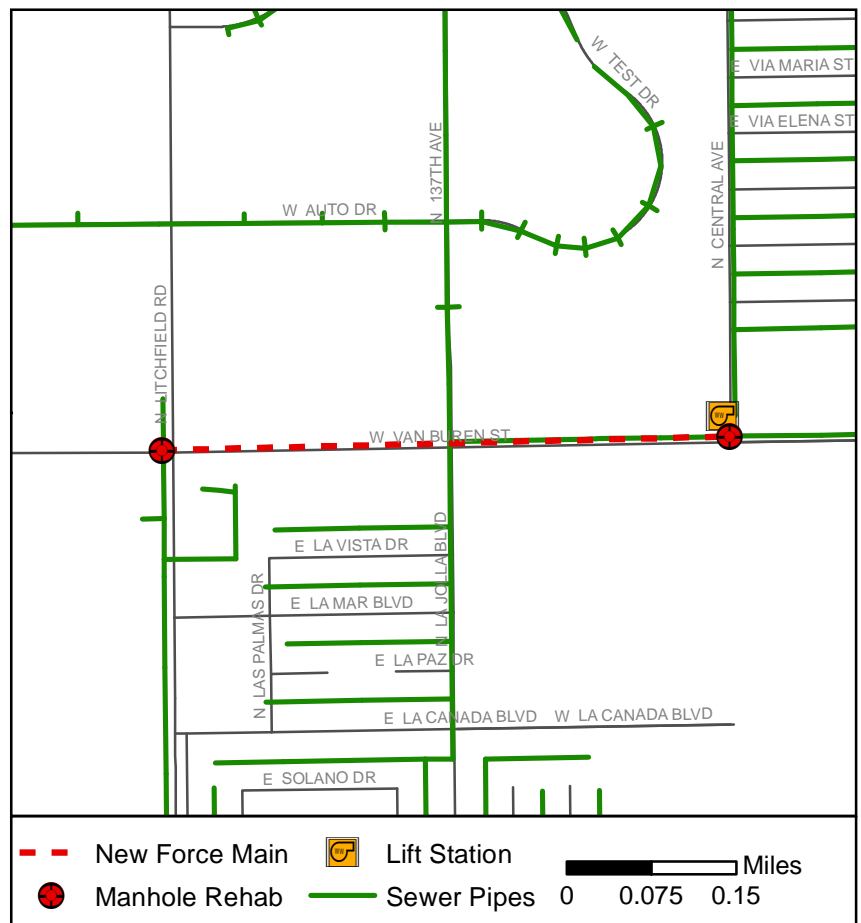 W TEST DR
E VIA MARIA ST
E VIA ELENA ST
N 137TH AVE
N CENTRAL AVE
W AUTO DR
N LITCHFIELD RD
WW
W VAN BUREN ST
E LA VISTA DR
N LA JOLLA BLVD
E LA MAR BLVD
N LAS PALMAS DR
E LA PAZ DR
E LA CANADA BLVD W LA CANADA BLVD
E SOLANO DR
New Force Main
WW
Lift Station
Miles
Manhole Rehab
Sewer Pipes
0 0.075 0.15